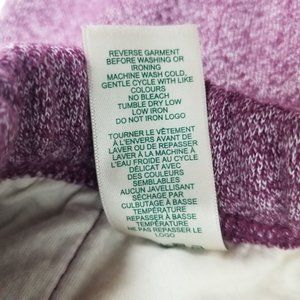 REVERSE GARMENT
BEFORE WASHING OR
IRONING
MACHINE WASH COLD,
GENTLE CYCLE WITH LIKE
COLOURS
NO BLEACH
TUMBLE DRY LOW
LOW IRON
DO NOT IRON LOGO
TOURNER LE VÊTEMENT
À L'ENVERS AVANT DE
LAVER OU DE REPASSER
LAVER À LA MACHINE À
L'EAU FROIDE AU CYCLE
DÉLICAT AVEC
DES COULEURS
SEMBLABLES
AUCUN JAVELLISANT
SÉCHAGE PAR
CULBUTAGE À BASSE
TEMPÉRATURE
REPASSER À BASSE
TEMPÉRATURE
NE PAS REPASSER LE
LOGO